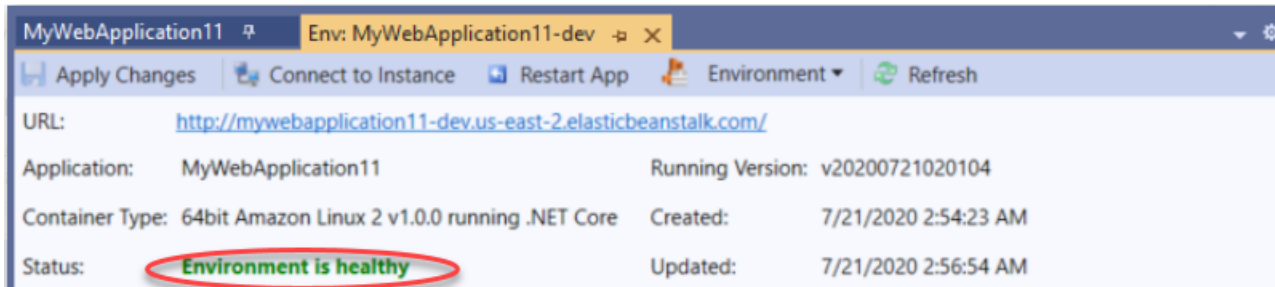 MyWebApplication11 Env: MyWebApplication11-dev
Apply Changes Connect to Instance Restart App Environment Refresh
URL: http://mywebapplication11-dev.us-east-2.elasticbeanstalk.com/
Application: MyWebApplication11 Running Version: v20200721020104
Container Type: 64bit Amazon Linux 2 v1.0.0 running .NET Core Created: 7/21/2020 2:54:23 AM
Status: Environment is healthy Updated: 7/21/2020 2:56:54 AM